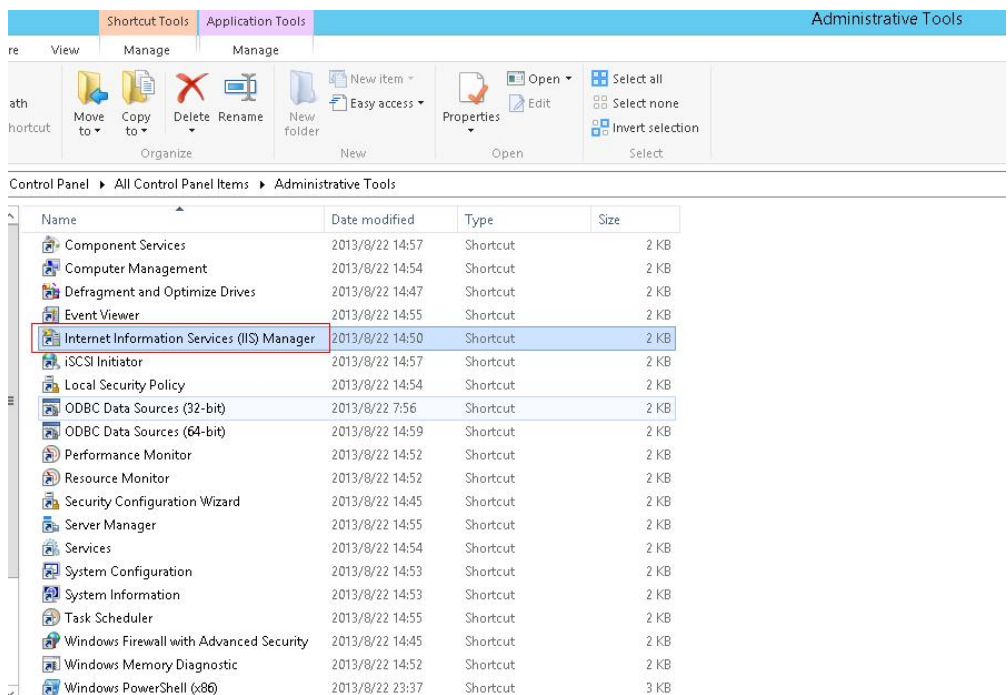 Shortcut Tools Application Tools Administrative Tools
re View Manage Manage
ath
hortcut
Move to
Copy to
Delete
Rename
New folder
New item
Easy access
Properties
Open
Edit
Select all
Select none
Invert selection
Organize New Open Select
Control Panel All Control Panel Items Administrative Tools
Name Date modified Type Size
Component Services 2013/8/22 14:57 Shortcut 2 KB
Computer Management 2013/8/22 14:54 Shortcut 2 KB
Defragment and Optimize Drives 2013/8/22 14:47 Shortcut 2 KB
Event Viewer 2013/8/22 14:55 Shortcut 2 KB
Internet Information Services (IIS) Manager 2013/8/22 14:50 Shortcut 2 KB
iSCSI Initiator 2013/8/22 14:57 Shortcut 2 KB
Local Security Policy 2013/8/22 14:54 Shortcut 2 KB
ODBC Data Sources (32-bit) 2013/8/22 7:56 Shortcut 2 KB
ODBC Data Sources (64-bit) 2013/8/22 14:59 Shortcut 2 KB
Performance Monitor 2013/8/22 14:52 Shortcut 2 KB
Resource Monitor 2013/8/22 14:52 Shortcut 2 KB
Security Configuration Wizard 2013/8/22 14:45 Shortcut 2 KB
Server Manager 2013/8/22 14:55 Shortcut 2 KB
Services 2013/8/22 14:54 Shortcut 2 KB
System Configuration 2013/8/22 14:53 Shortcut 2 KB
System Information 2013/8/22 14:53 Shortcut 2 KB
Task Scheduler 2013/8/22 14:55 Shortcut 2 KB
Windows Firewall with Advanced Security 2013/8/22 14:45 Shortcut 2 KB
Windows Memory Diagnostic 2013/8/22 14:52 Shortcut 2 KB
Windows PowerShell (x86) 2013/8/22 23:37 Shortcut 3 KB